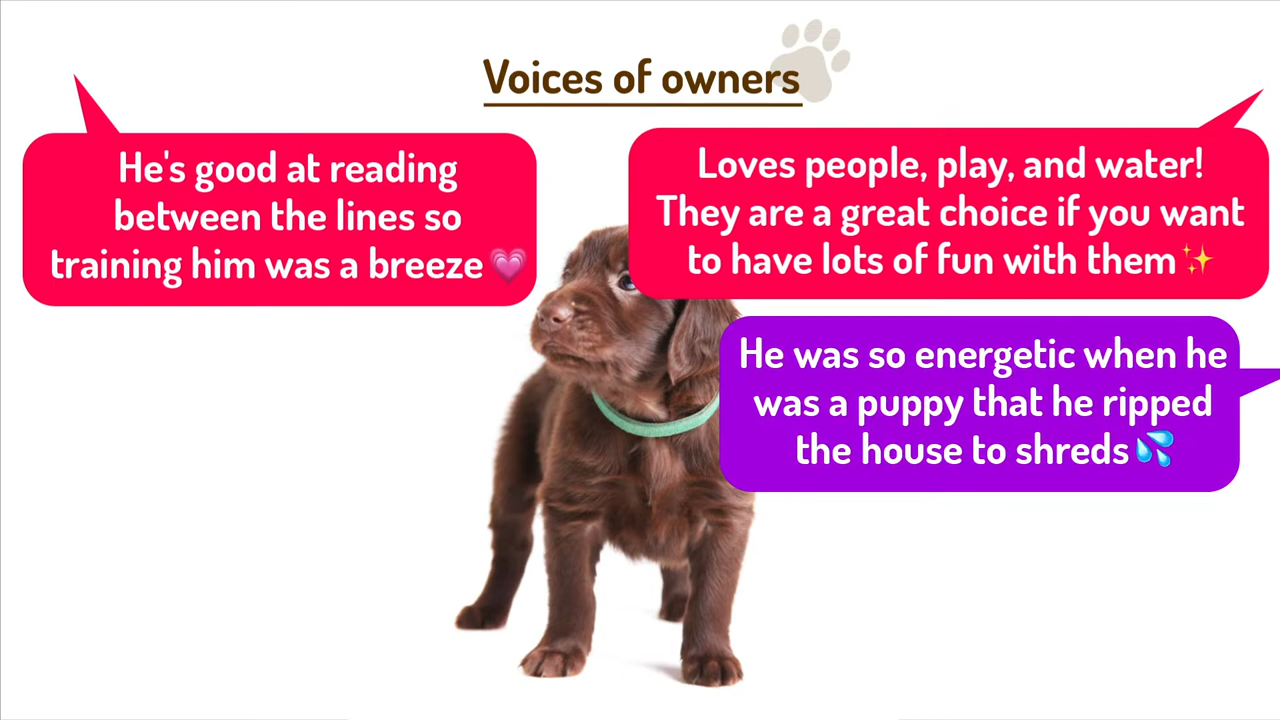 Voices of owners
He's good at reading
between the lines so
training him was a breeze💗
Loves people, play, and water!
They are a great choice if you want
to have lots of fun with them✨
He was so energetic when he
was a puppy that he ripped
the house to shreds💦